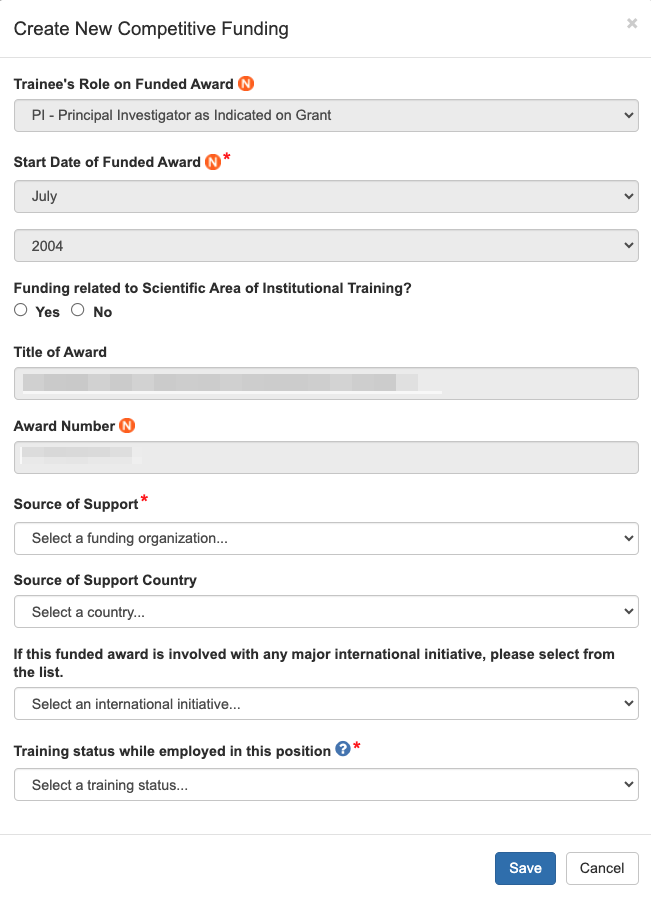 Create New Competitive Funding ×
Trainee's Role on Funded Award N
PI - Principal Investigator as Indicated on Grant
Start Date of Funded Award N *
July
2004
Funding related to Scientific Area of Institutional Training?
Yes No
Title of Award
Award Number N
Source of Support *
Select a funding organization...
Source of Support Country
Select a country...
If this funded award is involved with any major international initiative, please select from
the list.
Select an international initiative...
Training status while employed in this position ? *
Select a training status...
Save Cancel